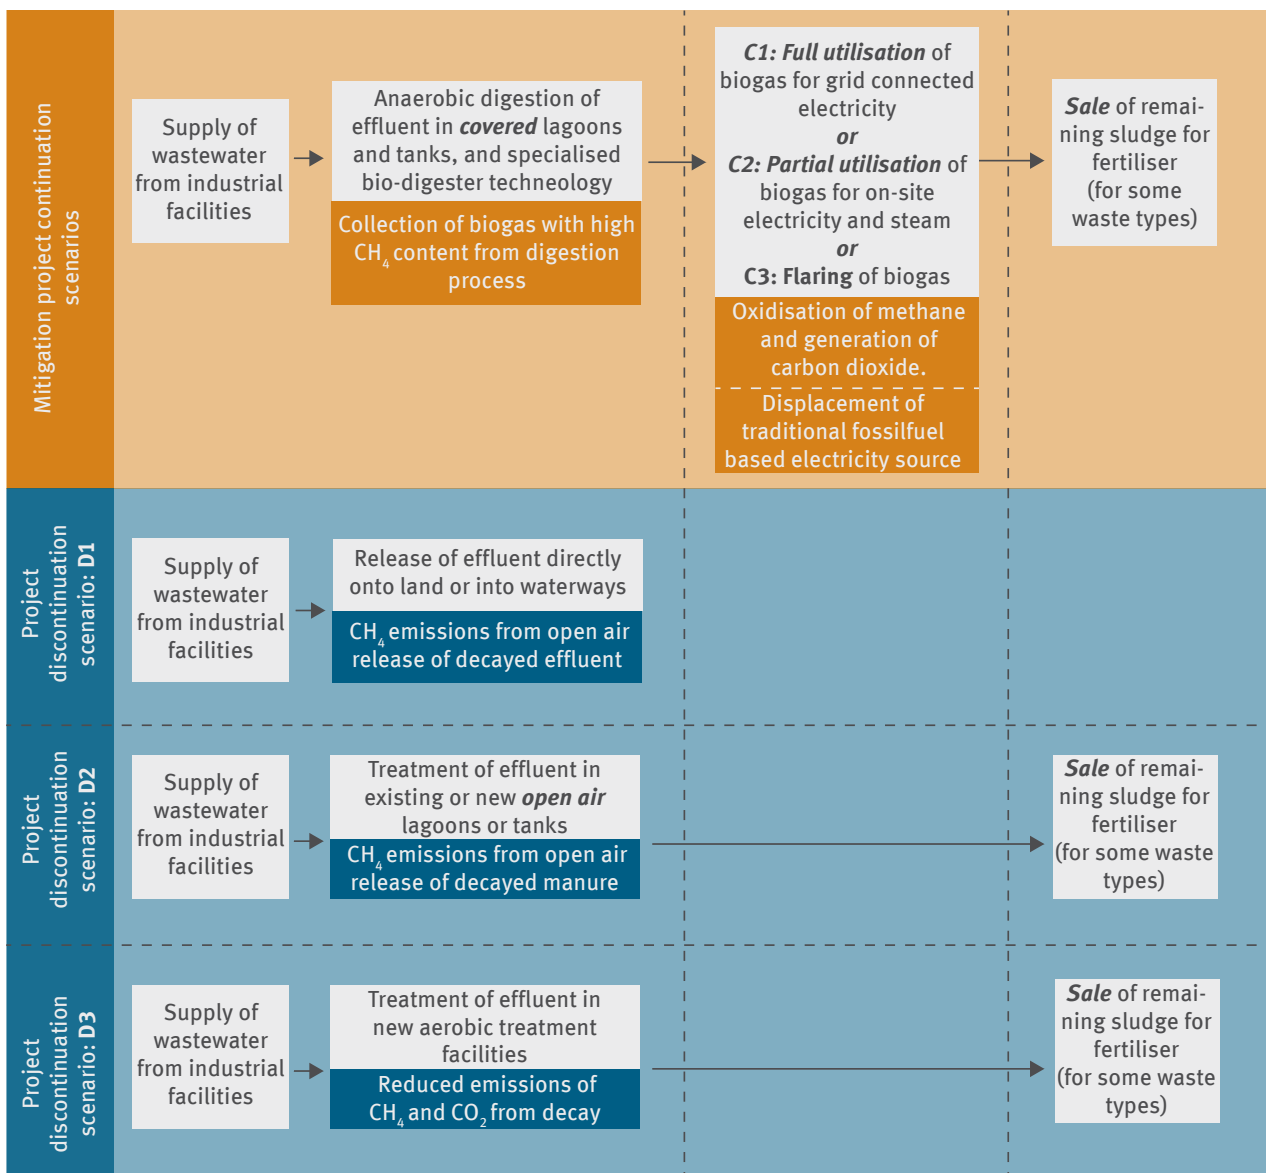 Mitigation project continuation
scenarios
Supply of
wastewater
from industrial
facilities
Anaerobic digestion of
effluent in covered lagoons
and tanks, and specialised
bio-digester techneology
Collection of biogas with high
CH₄ content from digestion
process
C1: Full utilisation of
biogas for grid connected
electricity
or
C2: Partial utilisation of
biogas for on-site
electricity and steam
or
C3: Flaring of biogas
Oxidisation of methane
and generation of
carbon dioxide.
Displacement of
traditional fossilfuel
based electricity source
Sale of remai-
ning sludge for
fertiliser
(for some
waste types)
Project
discontinuation
scenario: D1
Supply of
wastewater
from industrial
facilities
Release of effluent directly
onto land or into waterways
CH₄ emissions from open air
release of decayed effluent
Project
discontinuation
scenario: D2
Supply of
wastewater
from industrial
facilities
Treatment of effluent in
existing or new open air
lagoons or tanks
CH₄ emissions from open air
release of decayed manure
Sale of remai-
ning sludge for
fertiliser
(for some waste
types)
Project
discontinuation
scenario: D3
Supply of
wastewater
from industrial
facilities
Treatment of effluent in
new aerobic treatment
facilities
Reduced emissions of
CH₄ and CO₂ from decay
Sale of remai-
ning sludge for
fertiliser
(for some waste
types)